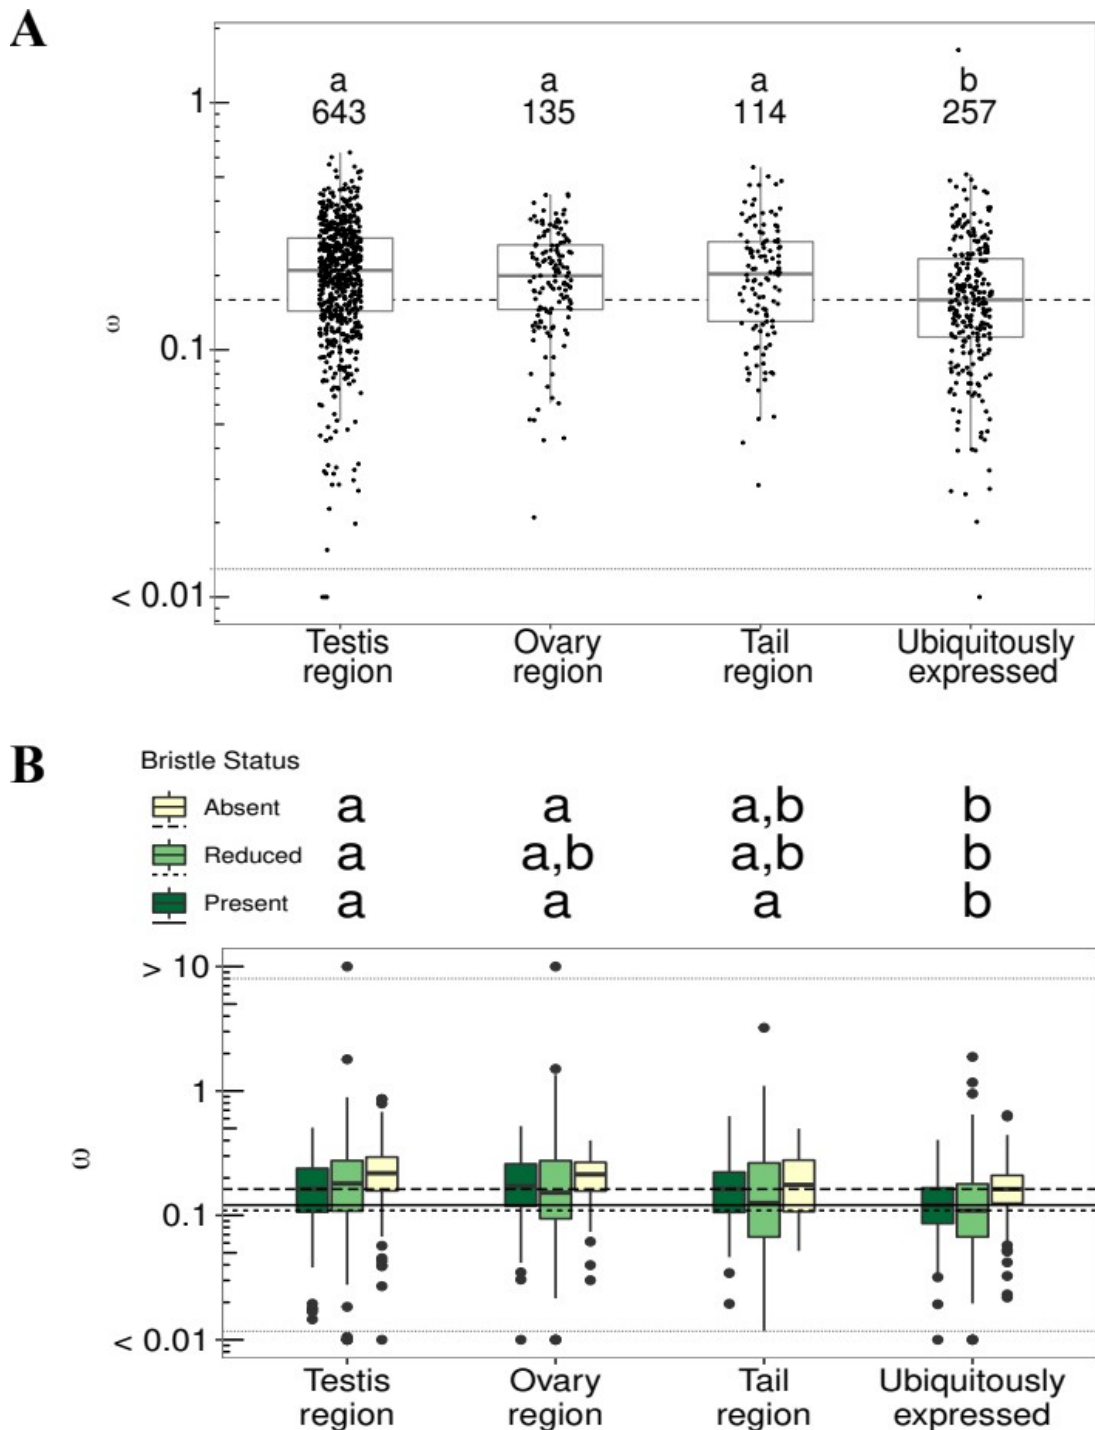 A
a a a b
643 135 114 257
1
ω
0.1
< 0.01
Testis region
Ovary region
Tail region
Ubiquitously expressed
B
Bristle Status
Absent a a a,b b
Reduced a a,b a,b b
Present a a a b
> 10
1
ω
0.1
< 0.01
Testis region
Ovary region
Tail region
Ubiquitously expressed